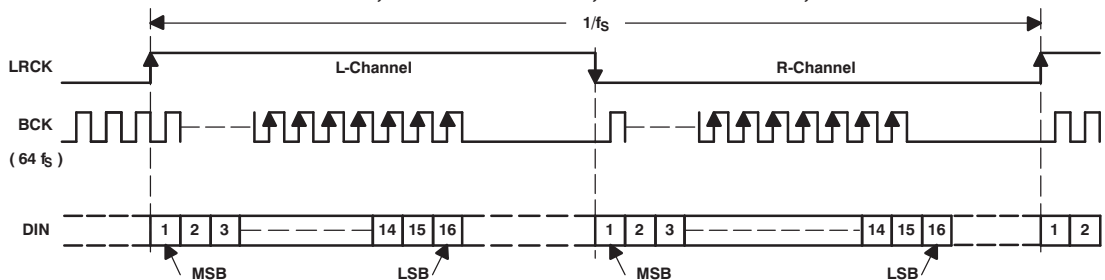 1/fS
LRCK L-Channel R-Channel
BCK
( 64 fS )
DIN 1 2 3 14 15 16 1 2 3 14 15 16 1 2
MSB LSB MSB LSB